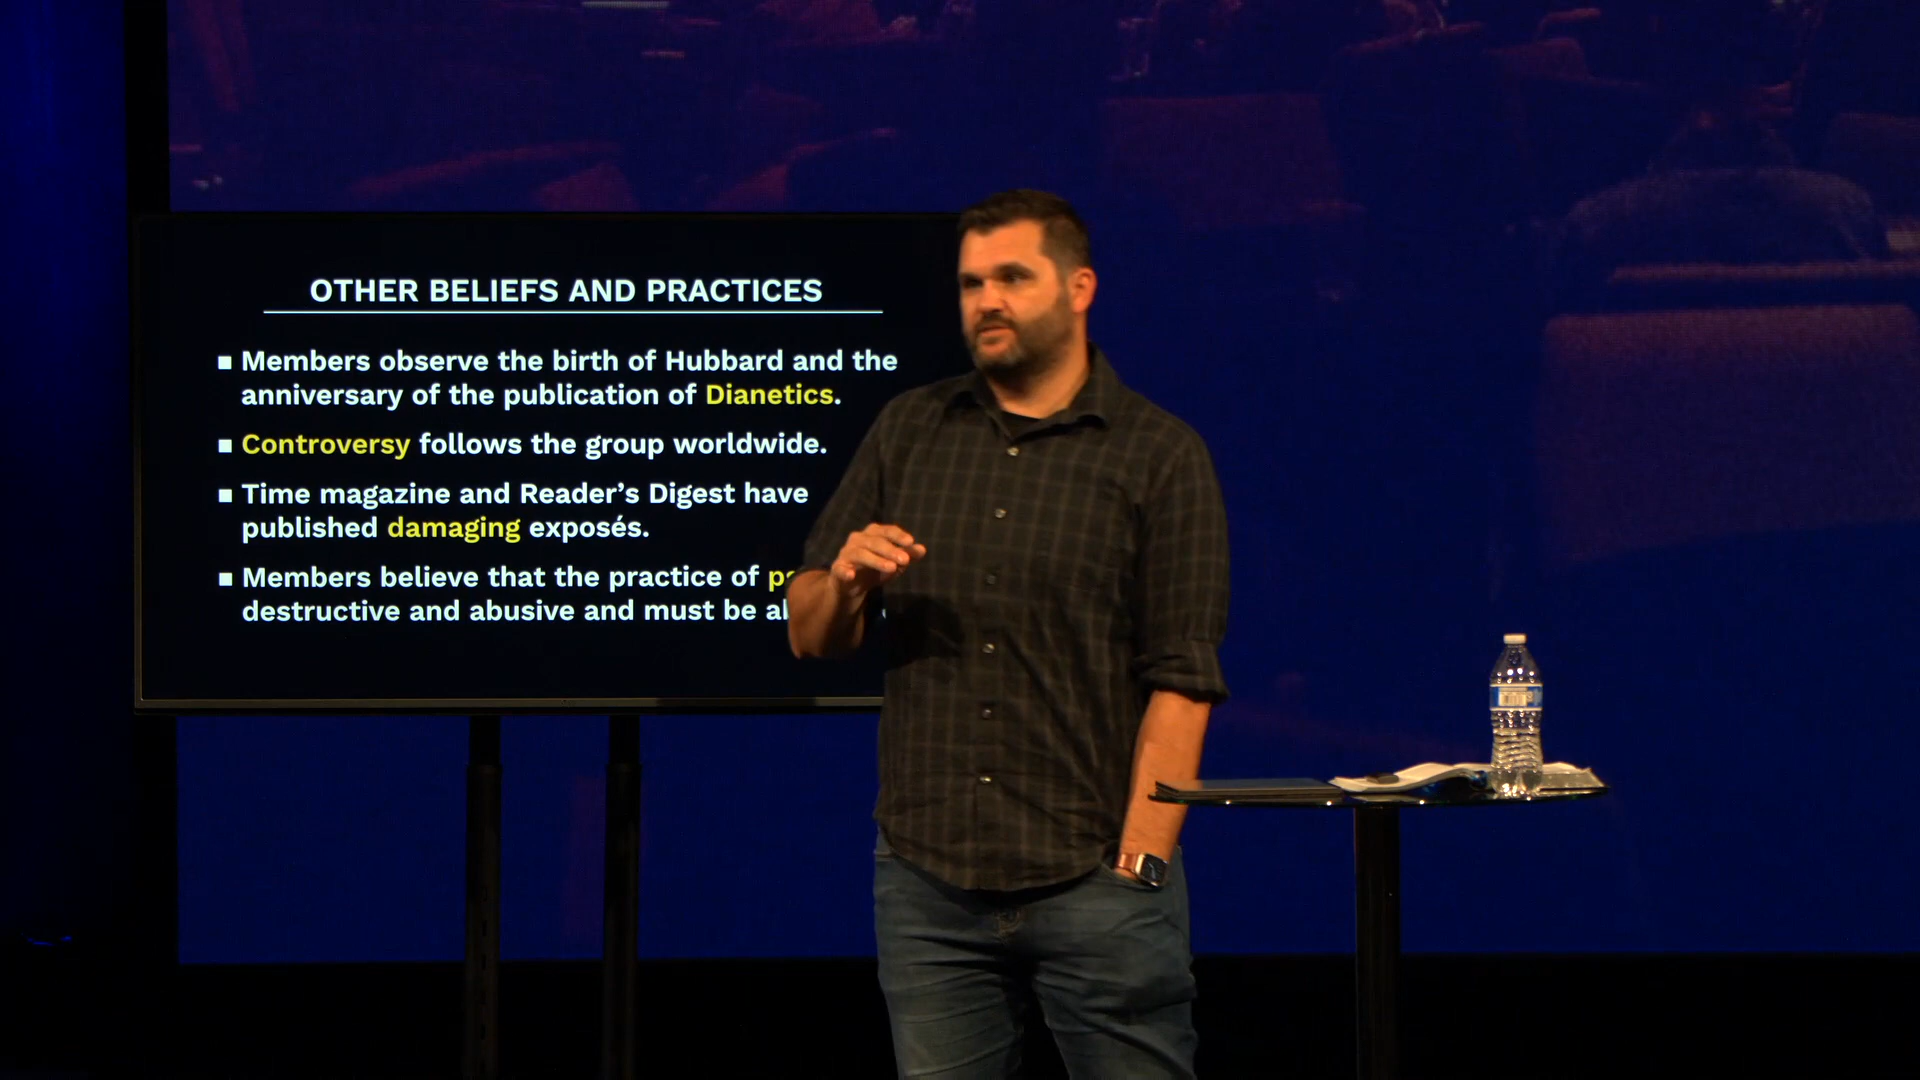 OTHER BELIEFS AND PRACTICES
■ Members observe the birth of Hubbard and the
anniversary of the publication of Dianetics.
■ Controversy follows the group worldwide.
■ Time magazine and Reader's Digest have
published damaging exposés.
■ Members believe that the practice of
destructive and abusive and must be